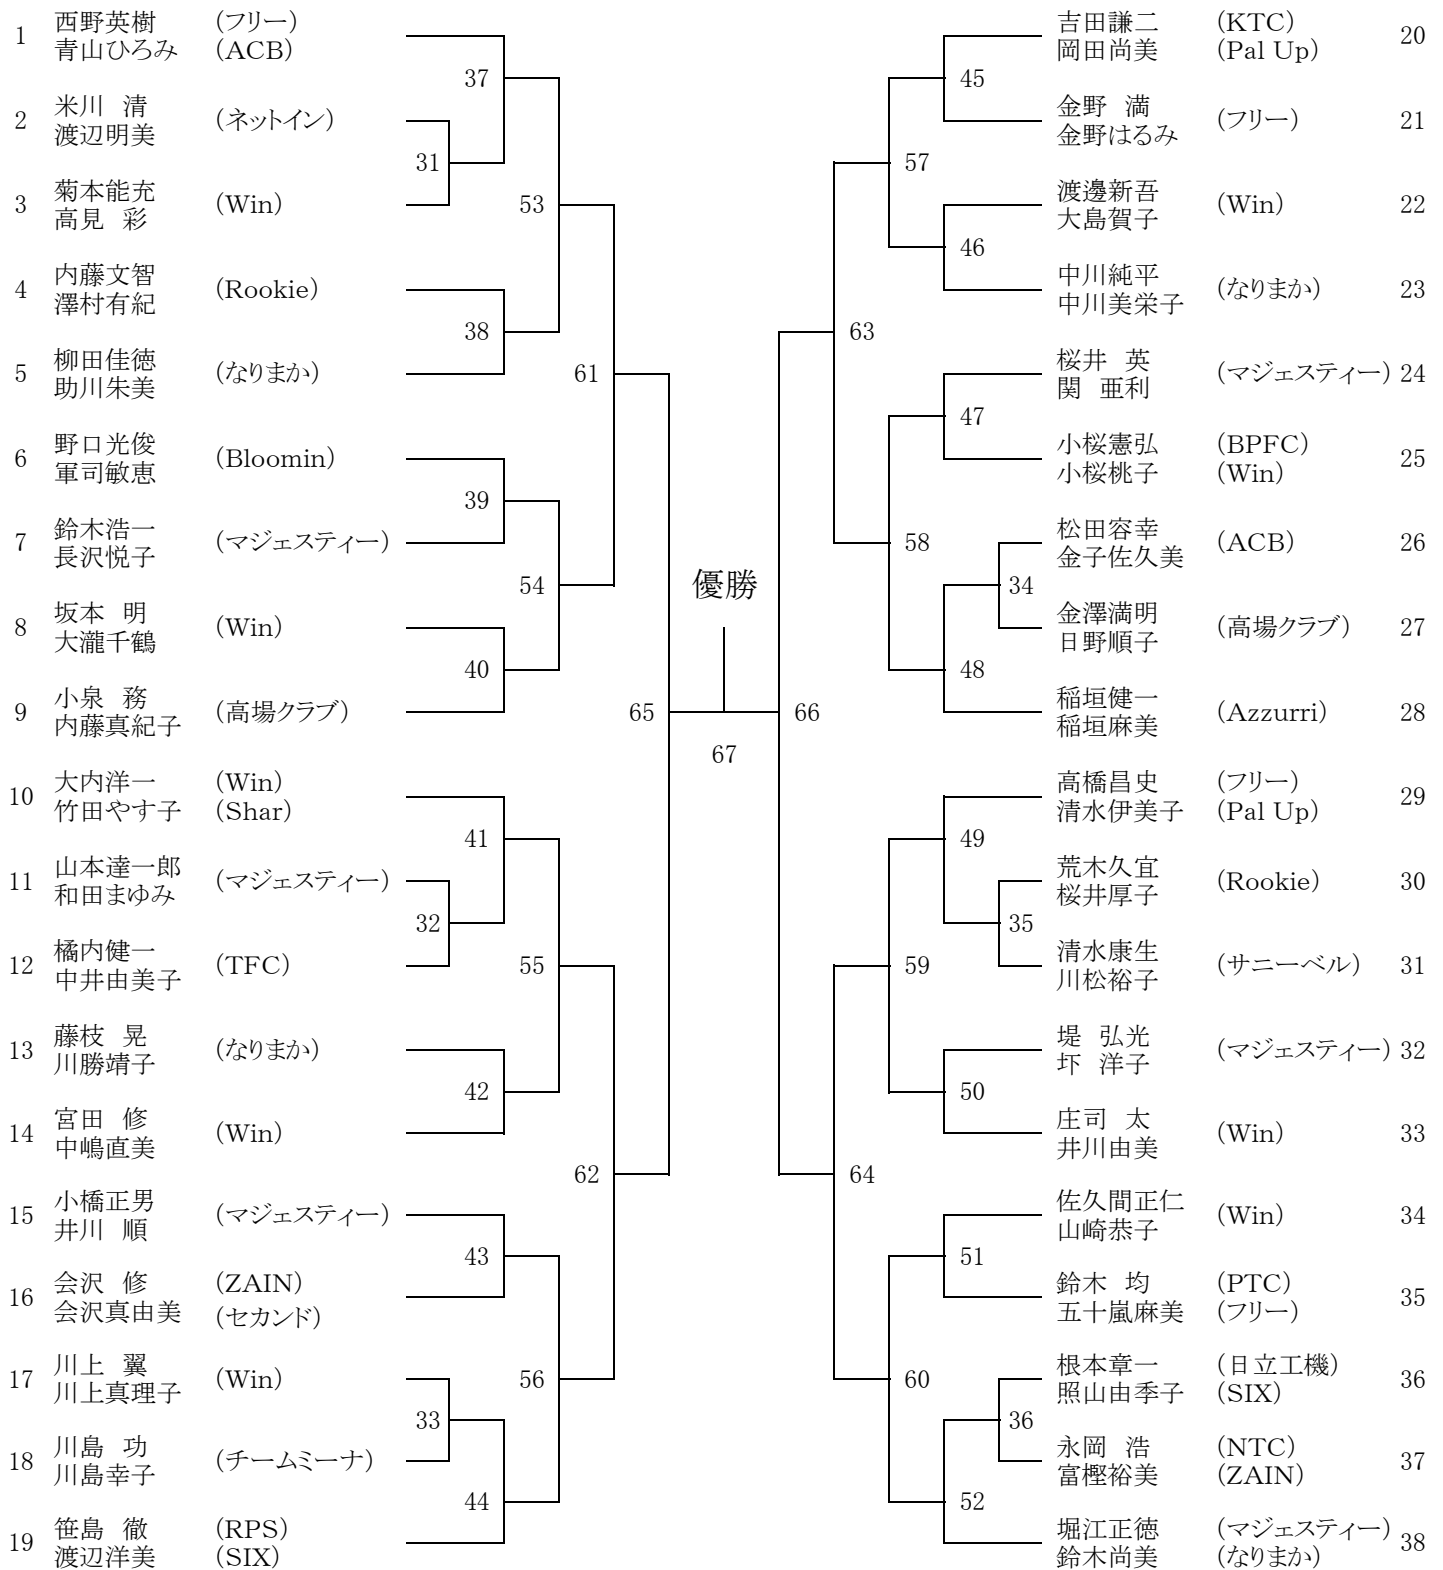 1 西野英樹 (フリー)
青山ひろみ (ACB)
37
2 米川 清 (ネットイン)
渡辺明美
31
3 菊本能充 (Win)
高見 彩
53
4 内藤文智 (Rookie)
澤村有紀
38
5 柳田佳徳 (なりまか)
助川朱美
61
6 野口光俊 (Bloomin)
軍司敏恵
39
7 鈴木浩一 (マジェスティー)
長沢悦子
54
8 坂本 明 (Win)
大瀧千鶴
40
9 小泉 務 (高場クラブ)
内藤真紀子
65
10 大内洋一 (Win)
竹田やす子 (Shar)
41
11 山本達一郎 (マジェスティー)
和田まゆみ
32
12 橘内健一 (TFC)
中井由美子
55
13 藤枝 晃 (なりまか)
川勝靖子
42
14 宮田 修 (Win)
中嶋直美
62
15 小橋正男 (マジェスティー)
井川 順
43
16 会沢 修 (ZAIN)
会沢真由美 (セカンド)
17 川上 翼 (Win)
川上真理子
56
33
18 川島 功 (チームミーナ)
川島幸子
44
19 笹島 徹 (RPS)
渡辺洋美 (SIX)
優勝
67
吉田謙二 (KTC) 20
岡田尚美 (Pal Up)
45
金野 満 (フリー) 21
金野はるみ
57
渡邊新吾 (Win) 22
大島賀子
46
中川純平 (なりまか) 23
中川美栄子
63
桜井 英 (マジェスティー) 24
関 亜利
47
小桜憲弘 (BPFC) 25
小桜桃子 (Win)
58
松田容幸 (ACB) 26
金子佐久美
34
金澤満明 (高場クラブ) 27
日野順子
48
稲垣健一 (Azzurri) 28
稲垣麻美
66
高橋昌史 (フリー) 29
清水伊美子 (Pal Up)
49
荒木久宜 (Rookie) 30
桜井厚子
35
清水康生 (サニーベル) 31
川松裕子
59
堤 弘光 (マジェスティー) 32
圷 洋子
50
庄司 太 (Win) 33
井川由美
64
佐久間正仁 (Win) 34
山崎恭子
51
鈴木 均 (PTC) 35
五十嵐麻美 (フリー)
60
根本章一 (日立工機) 36
照山由季子 (SIX)
36
永岡 浩 (NTC) 37
富樫裕美 (ZAIN)
52
堀江正徳 (マジェスティー) 38
鈴木尚美 (なりまか)